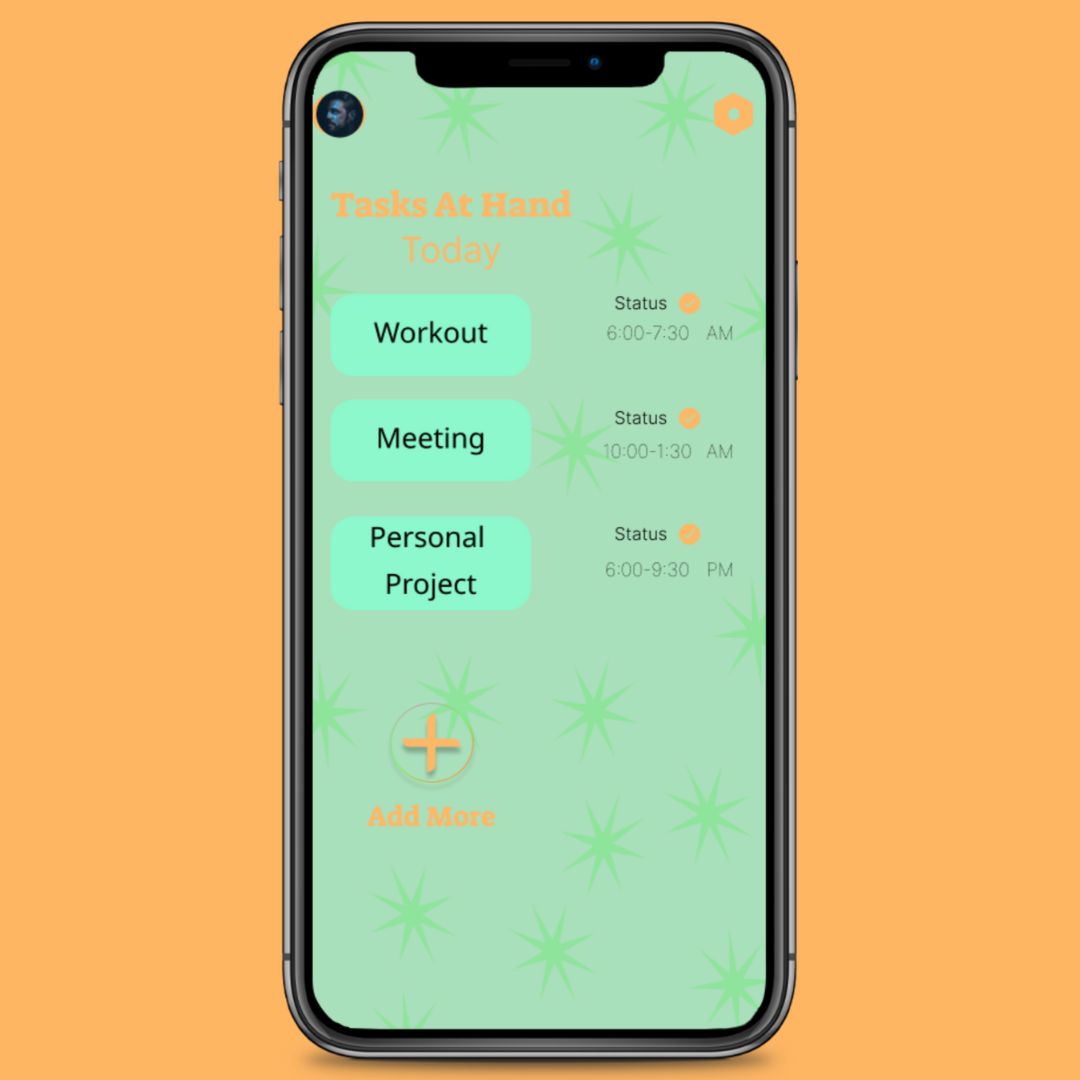 Tasks At Hand
Today
Workout
Status
6:00-7:30 AM
Meeting
Status
10:00-1:30 AM
Personal
Project
Status
6:00-9:30 PM
Add More